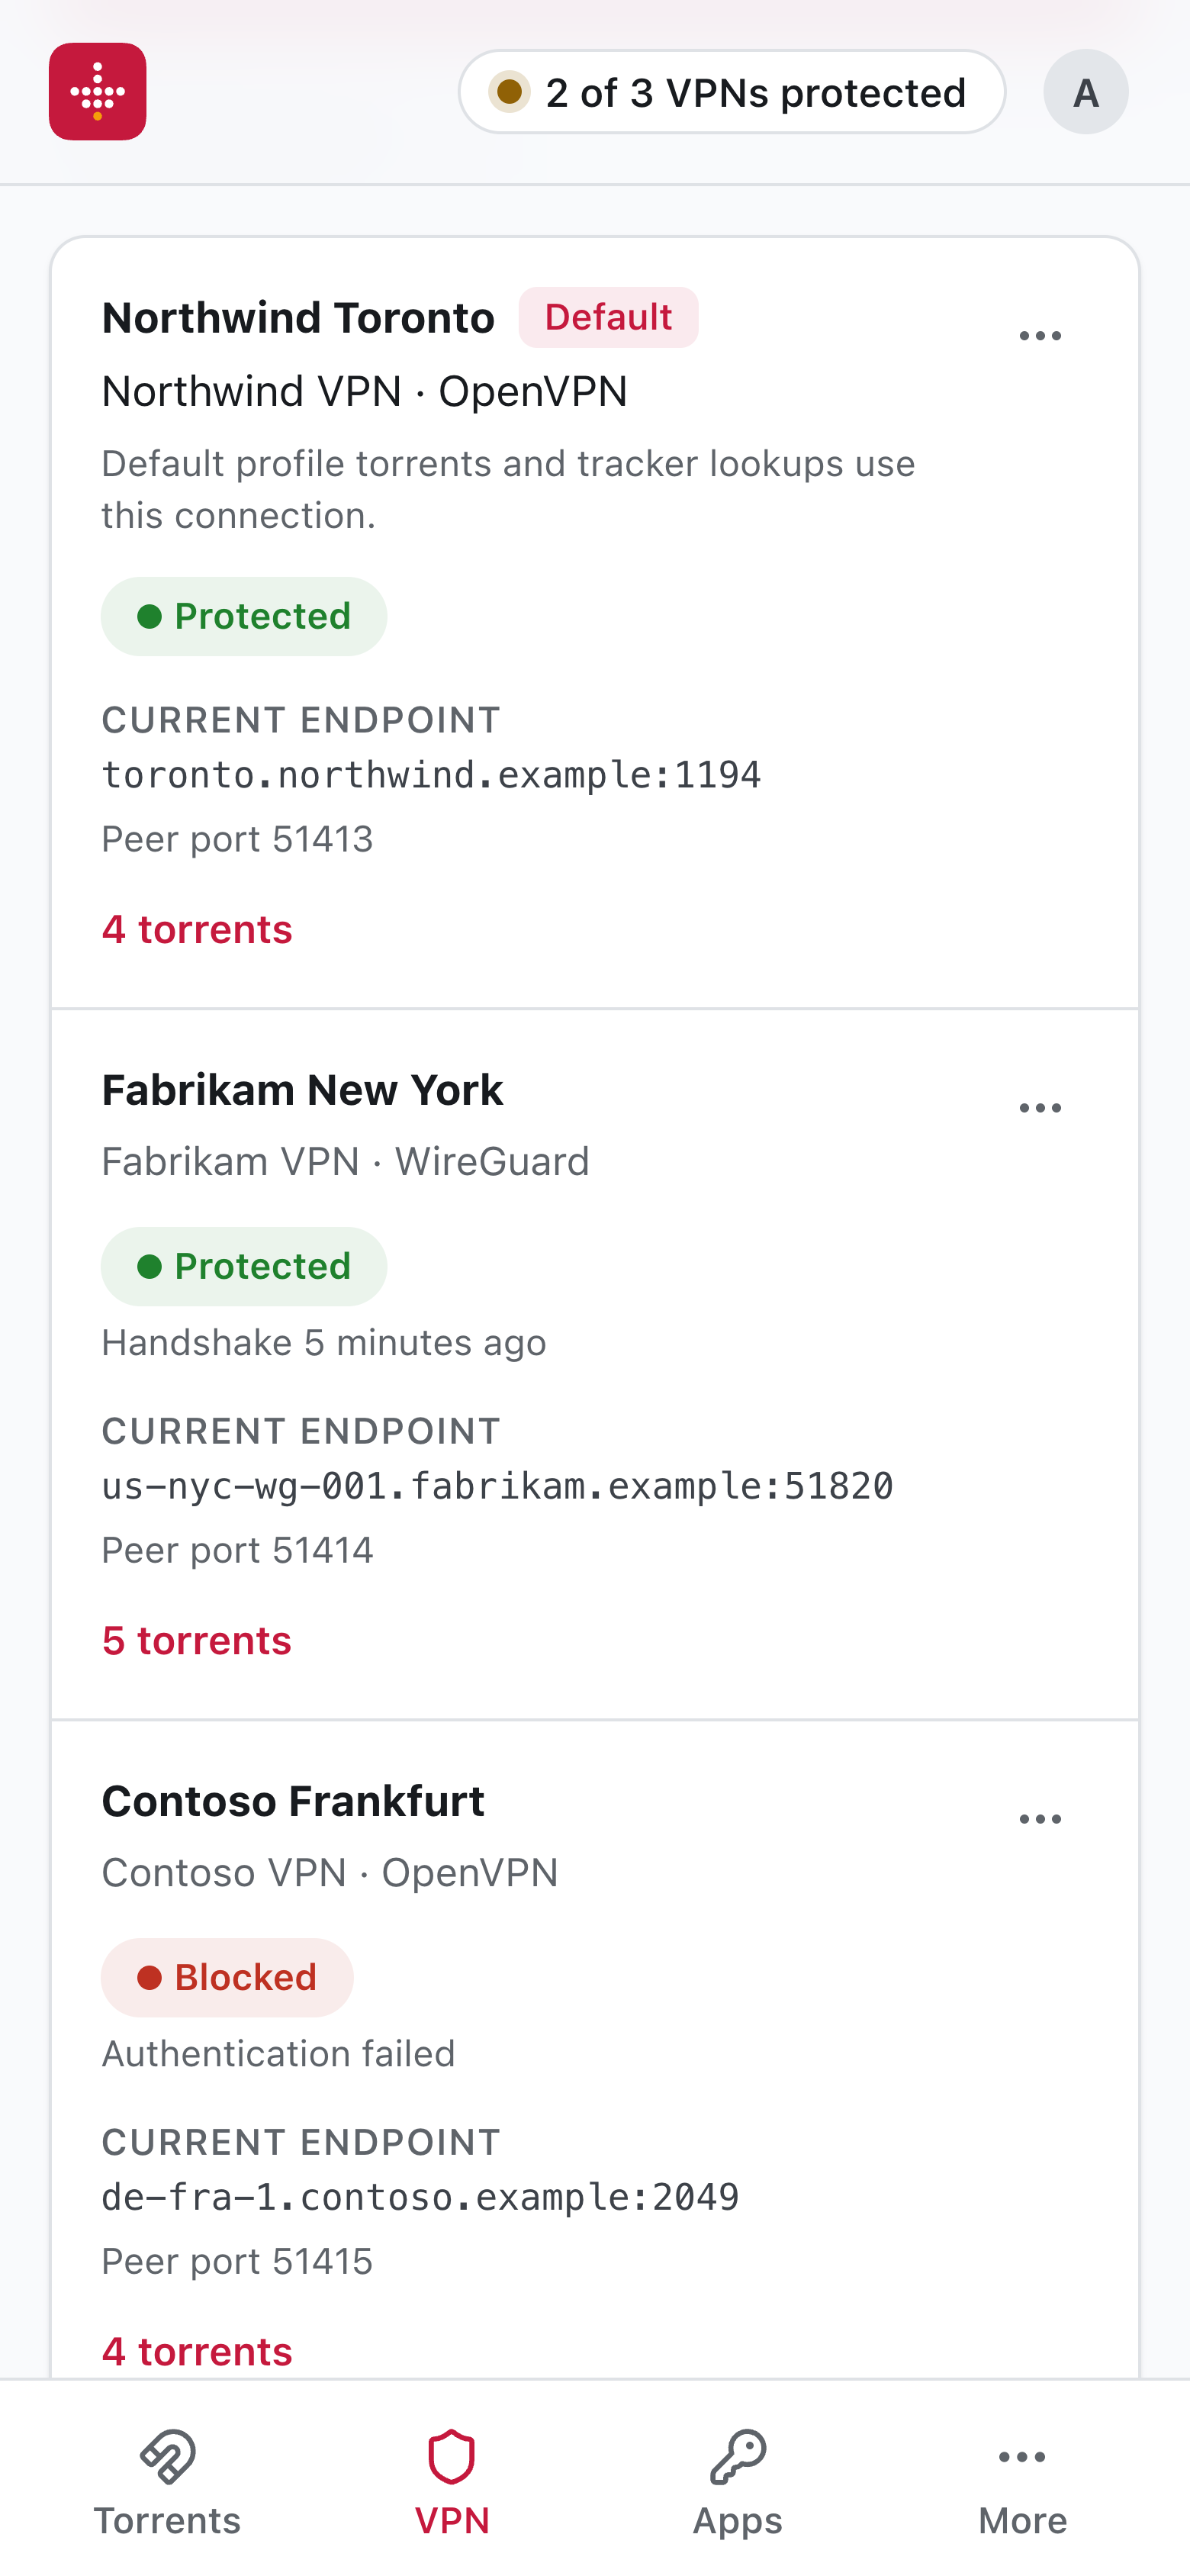 2 of 3 VPNs protected
A
Northwind Toronto Default
Northwind VPN · OpenVPN
Default profile torrents and tracker lookups use
this connection.
Protected
CURRENT ENDPOINT
toronto.northwind.example:1194
Peer port 51413
4 torrents
Fabrikam New York
Fabrikam VPN · WireGuard
Protected
Handshake 5 minutes ago
CURRENT ENDPOINT
us-nyc-wg-001.fabrikam.example:51820
Peer port 51414
5 torrents
Contoso Frankfurt
Contoso VPN · OpenVPN
Blocked
Authentication failed
CURRENT ENDPOINT
de-fra-1.contoso.example:2049
Peer port 51415
4 torrents
Torrents
VPN
Apps
More